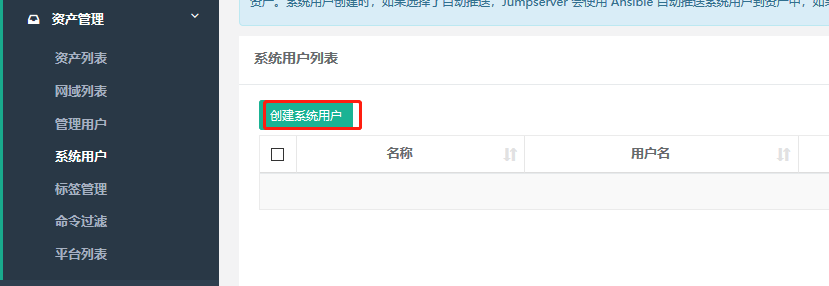 资产管理
资产列表
网域列表
管理用户
系统用户
标签管理
命令过滤
平台列表
资产。系统用户创建时，如果选择了自动推送，Jumpserver 会使用 Ansible 自动推送系统用户到资产中，如
系统用户列表
创建系统用户
名称 用户名